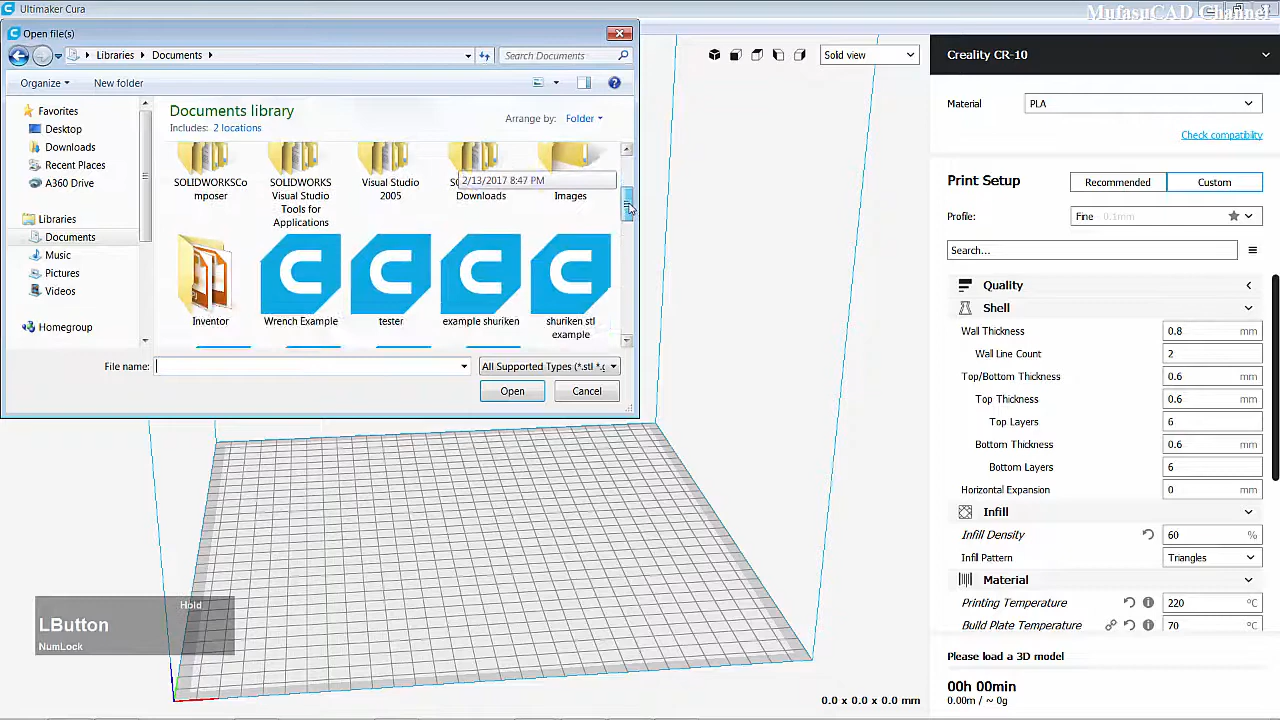 Ultimaker Cura
MufasuCAD Channel
Open file(s)
Libraries
Documents
Search Documents
Organize
New folder
Favorites
Desktop
Downloads
Recent Places
A360 Drive
Libraries
Documents
Music
Pictures
Videos
Homegroup
Documents library
Includes: 2 locations
Arrange by: Folder
SOLIDWORKSCo
mposer
SOLIDWORKS
Visual Studio
Tools for
Applications
Visual Studio
2005
Downloads
2/13/2017 8:47 PM
Images
Inventor
Wrench Example
tester
example shuriken
shuriken stl
example
File name:
All Supported Types (*.stl *.
Open
Cancel
Solid view
Creality CR-10
Material
PLA
Check compatibility
Print Setup
Recommended
Custom
Profile:
Fine - 0.1mm
Search...
Quality
Shell
Wall Thickness
0.8 mm
Wall Line Count
2
Top/Bottom Thickness
0.6 mm
Top Thickness
0.6 mm
Top Layers
6
Bottom Thickness
0.6 mm
Bottom Layers
6
Horizontal Expansion
0 mm
Infill
Infill Density
60 %
Infill Pattern
Triangles
Material
Printing Temperature
220 °C
Build Plate Temperature
70 °C
Please load a 3D model
00h 00min
0.00m / ~ 0g
0.0 x 0.0 x 0.0 mm
Hold
LButton
NumLock